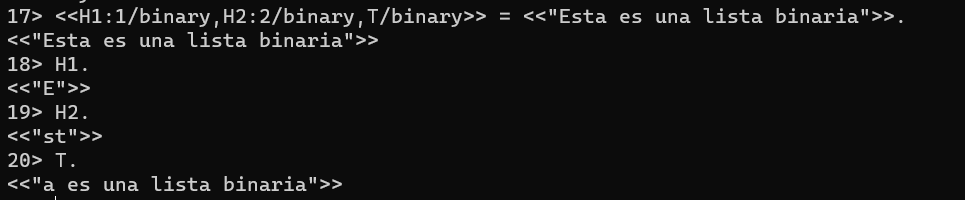 17> <<H1:1/binary,H2:2/binary,T/binary>> = <<"Esta es una lista binaria">>.
<<"Esta es una lista binaria">>
18> H1.
<<"E">>
19> H2.
<<"st">>
20> T.
<<"a es una lista binaria">>